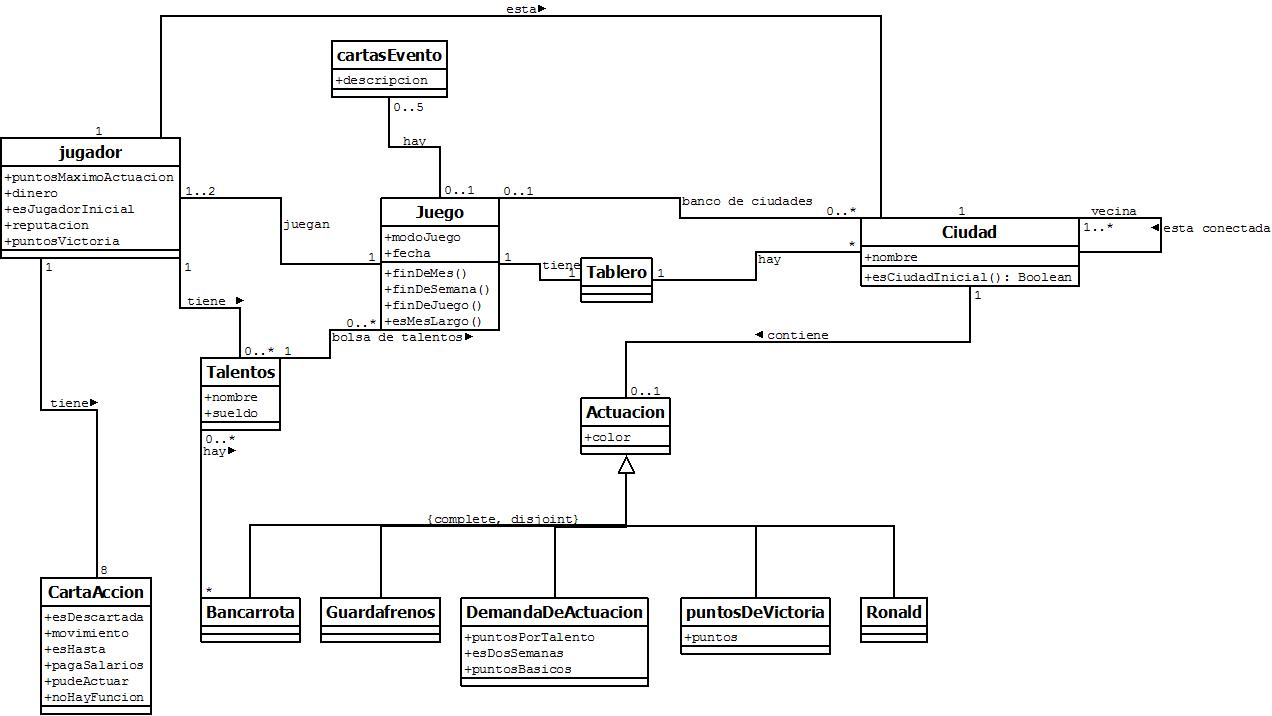 esta►
cartasEvento
+descripcion
0..5
hay
0..1
1
jugador
+puntosMaximoActuacion
+dinero
+esJugadorInicial
+reputacion
+puntosVictoria
1..2
juegan
1
Juego
+modoJuego
+fecha
+finDeMes()
+finDeSemana()
+finDeJuego()
+esMesLargo()
0..1
banco de ciudades
0..*
1
tiene
1
Tablero
1
hay
*
1
Ciudad
+nombre
+esCiudadInicial(): Boolean
vecina
1..*
◄ esta conectada
1
◄ contiene
0..1
1
tiene ►
0..*
1
0..*
bolsa de talentos►
Talentos
+nombre
+sueldo
0..*
hay►
*
1
tiene►
8
CartaAccion
+esDescartada
+movimiento
+esHasta
+pagaSalarios
+pudeActuar
+noHayFuncion
Actuacion
+color
{complete, disjoint}
Bancarrota
Guardafrenos
DemandaDeActuacion
+puntosPorTalento
+esDosSemanas
+puntosBasicos
puntosDeVictoria
+puntos
Ronald